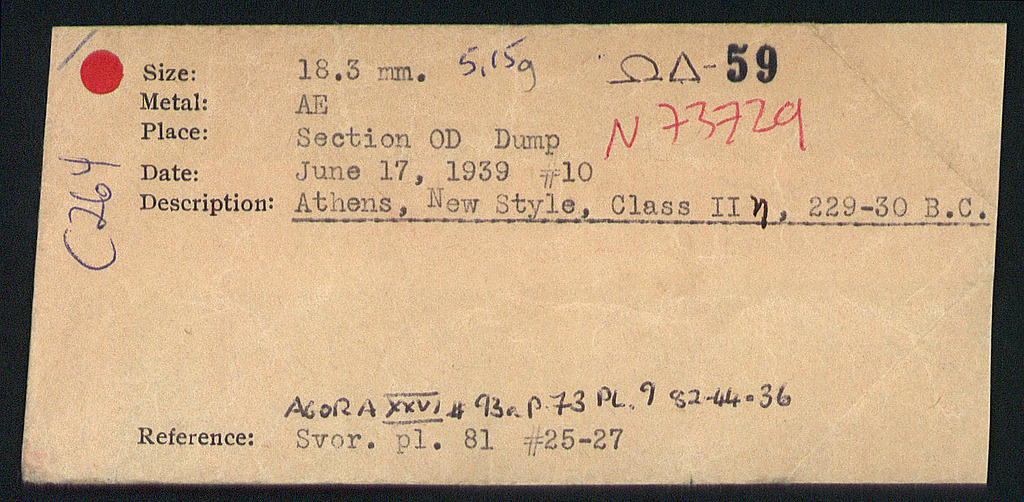 Size: 18.3 mm. 5,15g ΩΔ-59
Metal: AE
N 73729
Place: Section OD Dump
Date: June 17, 1939 #10
Description: Athens, New Style, Class II η, 229-30 B.C.
C264
AGORA XXVI # 93a P.73 PL. 9 82-44-36
Reference: Svor. pl. 81 #25-27